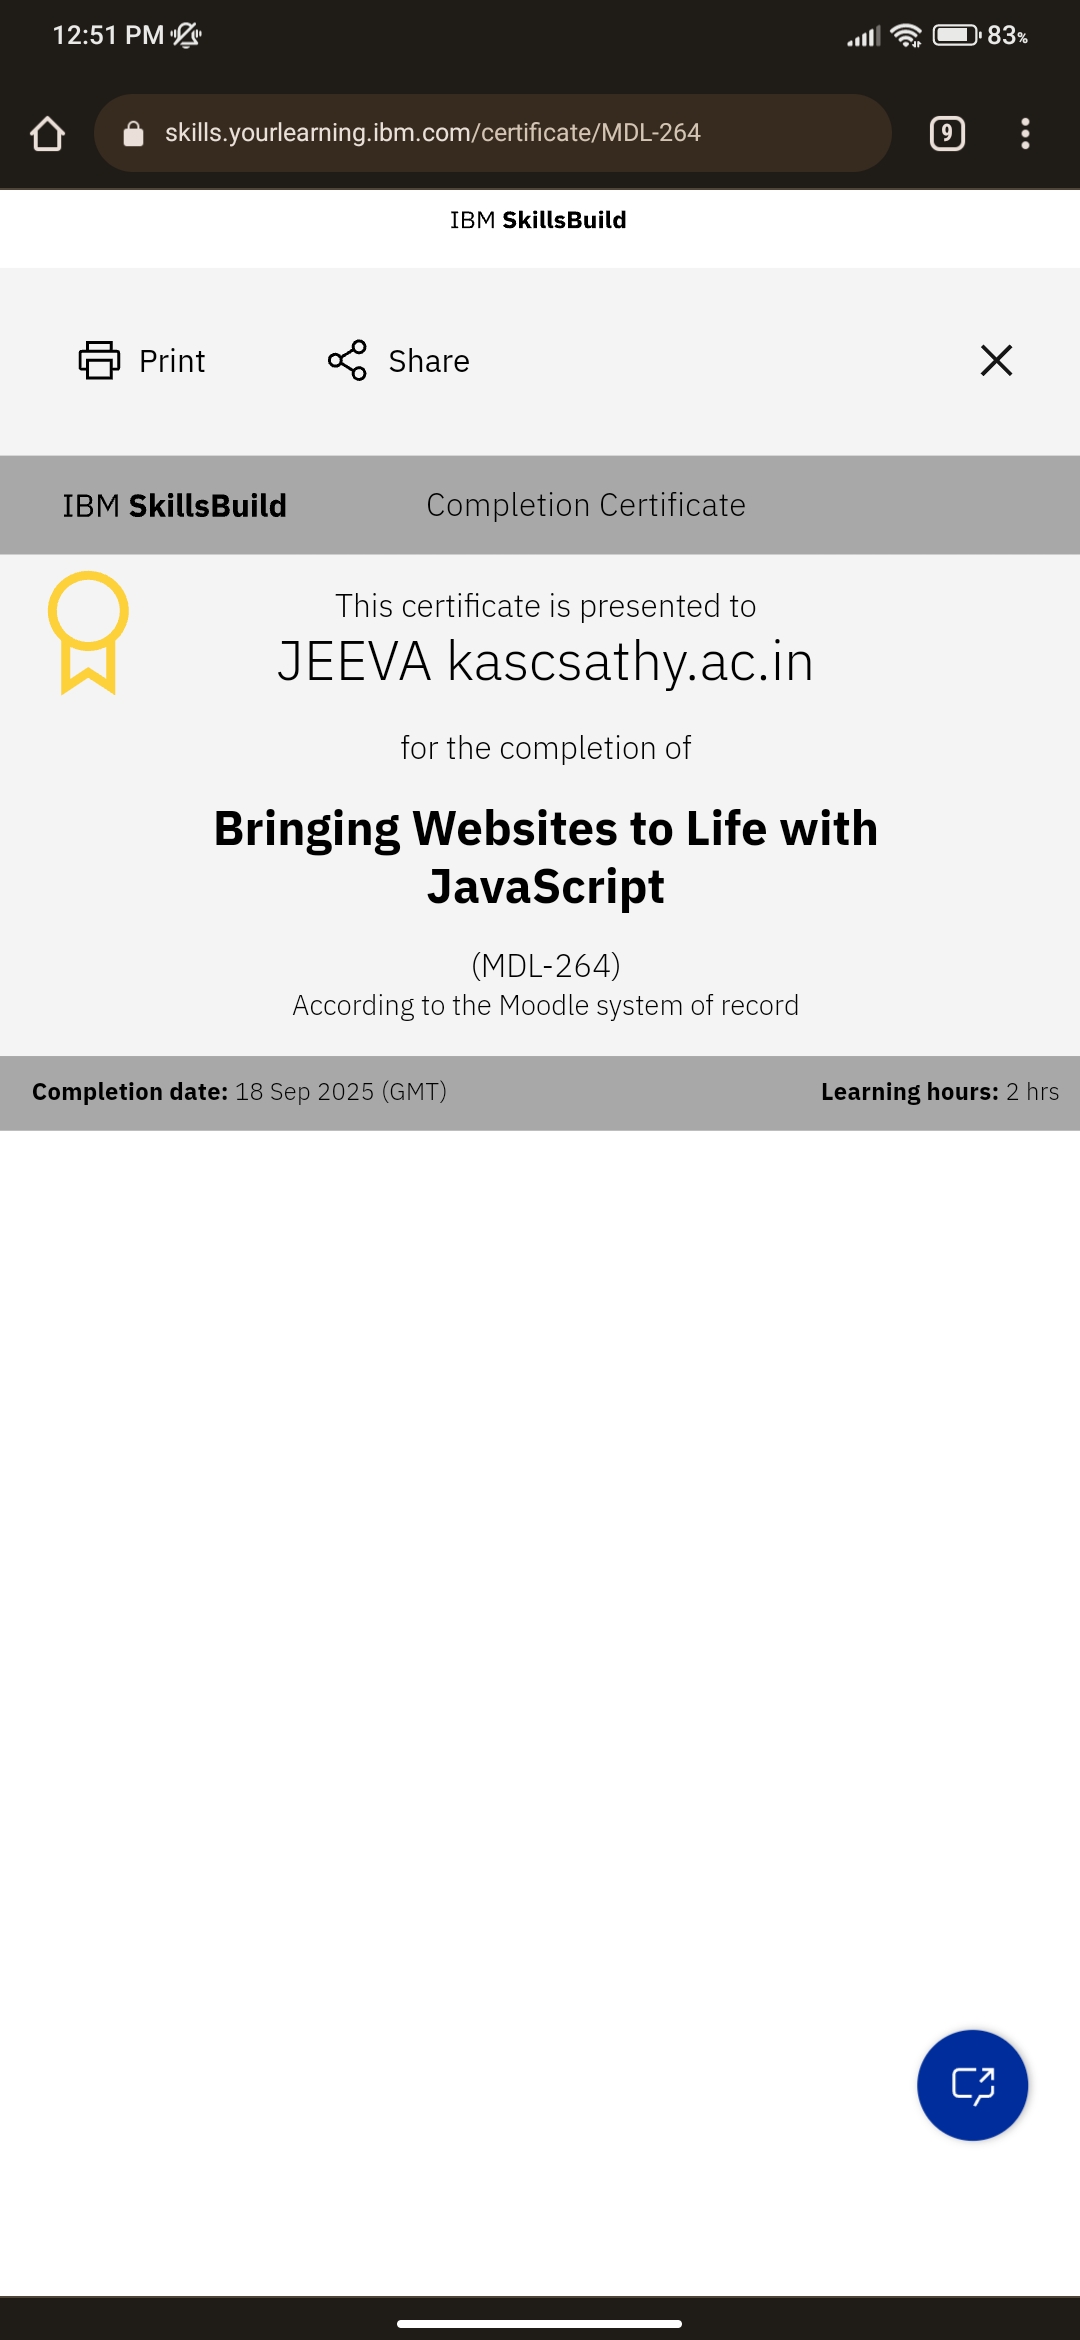 12:51 PM
83%
skills.yourlearning.ibm.com/certificate/MDL-264
9
IBM SkillsBuild
Print
Share
IBM SkillsBuild
Completion Certificate
This certificate is presented to
JEEVA kascsathy.ac.in
for the completion of
Bringing Websites to Life with
JavaScript
(MDL-264)
According to the Moodle system of record
Completion date: 18 Sep 2025 (GMT)
Learning hours: 2 hrs